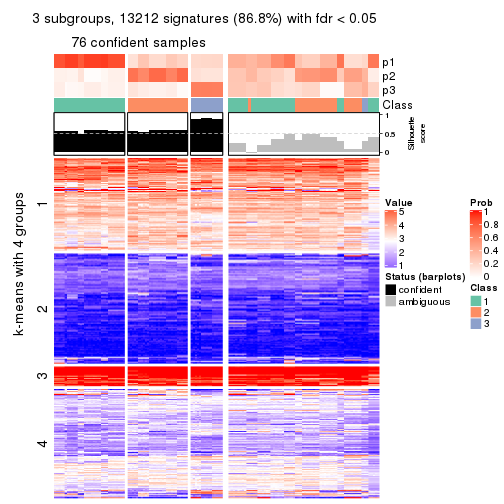 3 subgroups, 13212 signatures (86.8%) with fdr < 0.05
76 confident samples
p1
p2
p3
Class
1
0.5
0
Silhouette
score
k-means with 4 groups
1
2
3
4
Value
5
4
3
2
1
Status (barplots)
confident
ambiguous
Prob
1
0.8
0.6
0.4
0.2
0
Class
1
2
3